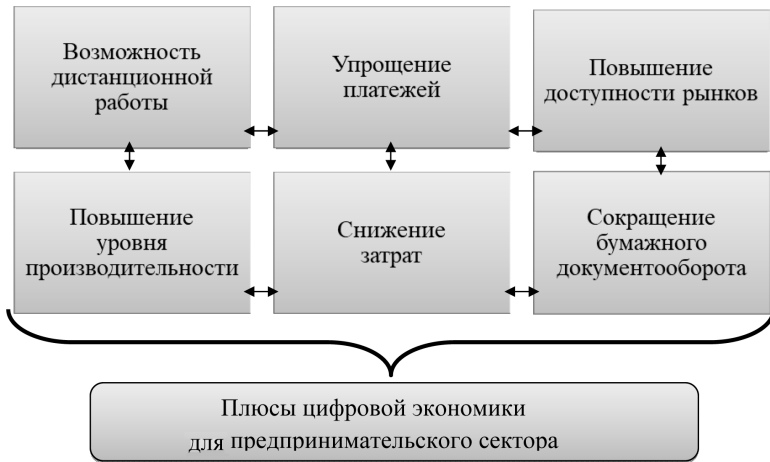 Возможность
дистанционной
работы
Упрощение
платежей
Повышение
доступности рынков
Повышение
уровня
производительности
Снижение
затрат
Сокращение
бумажного
документооборота
Плюсы цифровой экономики
для предпринимательского сектора